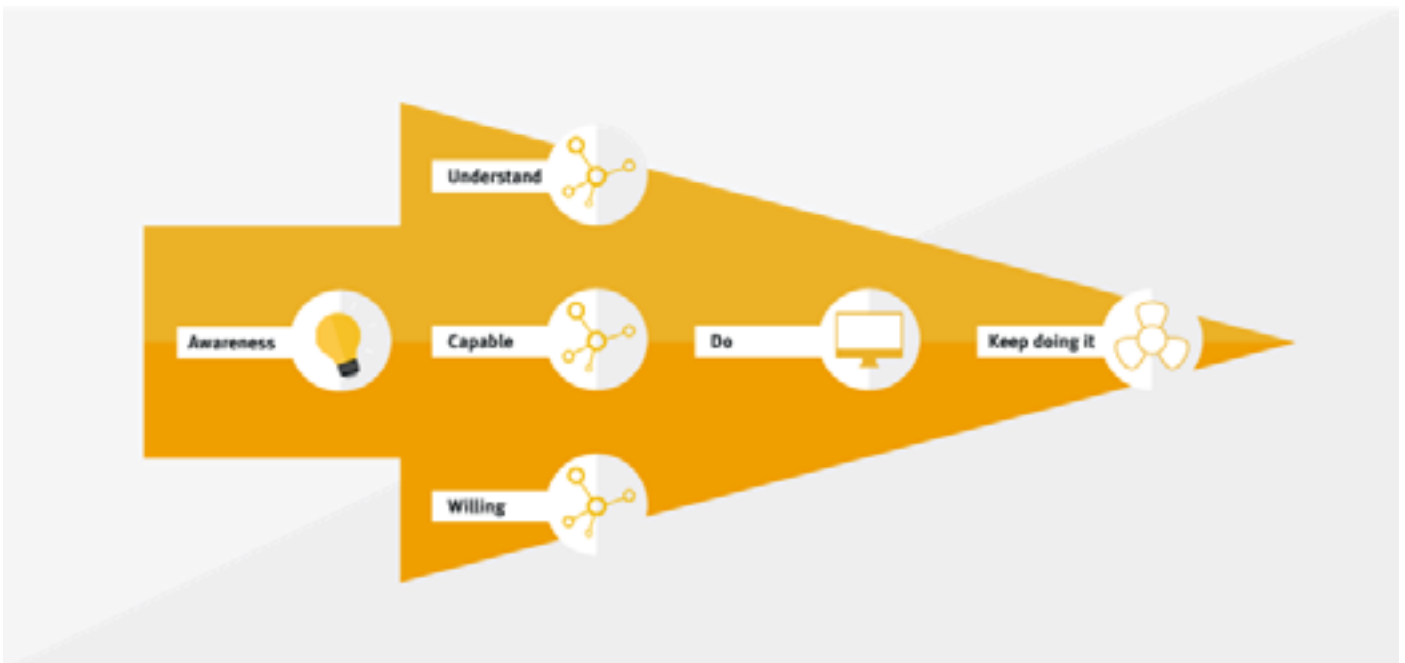 Understand
Awareness
Capable
Do
Keep doing it
Willing